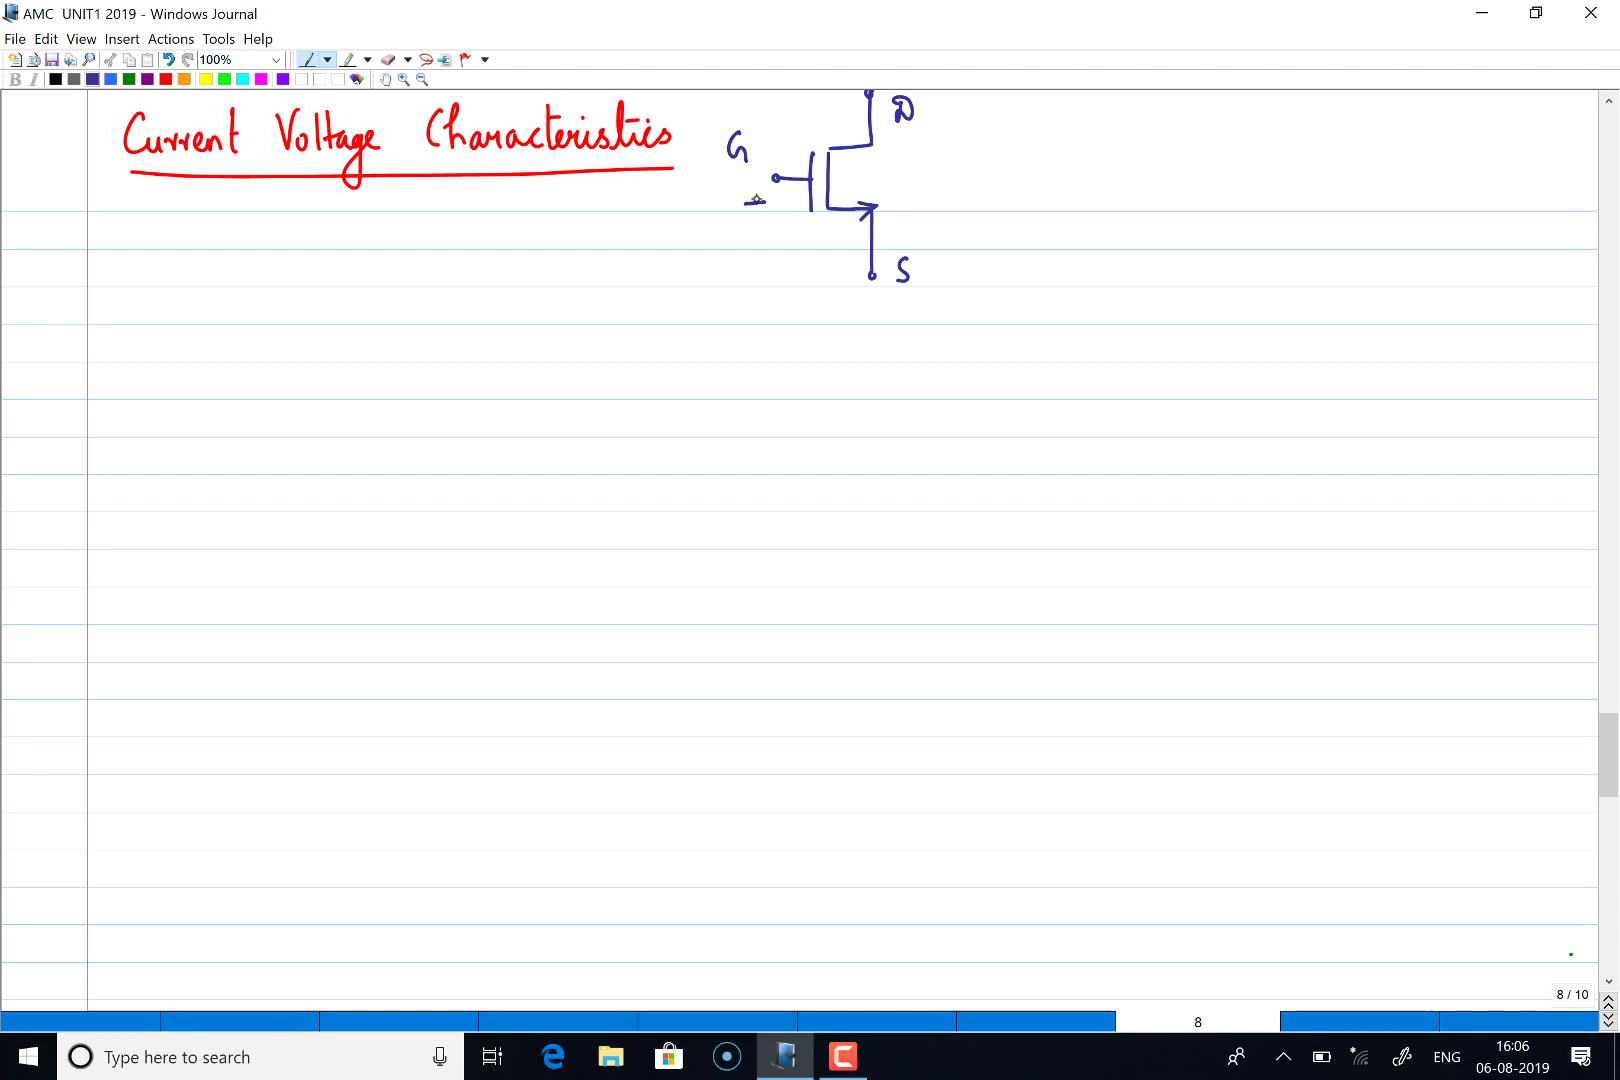 AMC UNIT1 2019 - Windows Journal
File Edit View Insert Actions Tools Help
100%
B I
Current Voltage Characteristics
D
G
S
8 / 10
8
Type here to search
ENG
16:06
06-08-2019